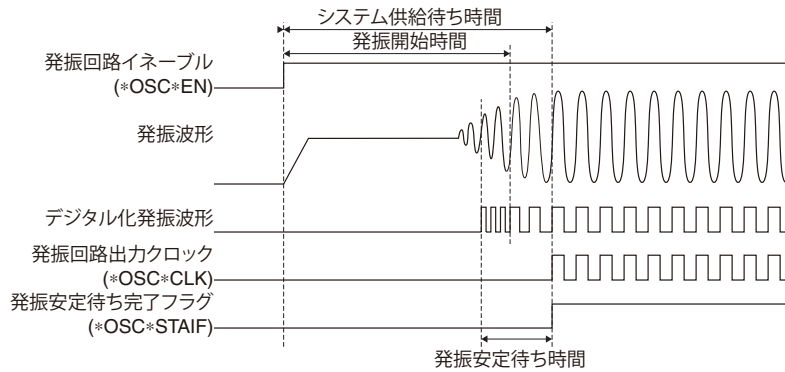 システム供給待ち時間
発振開始時間
発振回路イネーブル
(*OSC*EN)
発振波形
デジタル化発振波形
発振回路出力クロック
(*OSC*CLK)
発振安定待ち完了フラグ
(*OSC*STAIF)
発振安定待ち時間